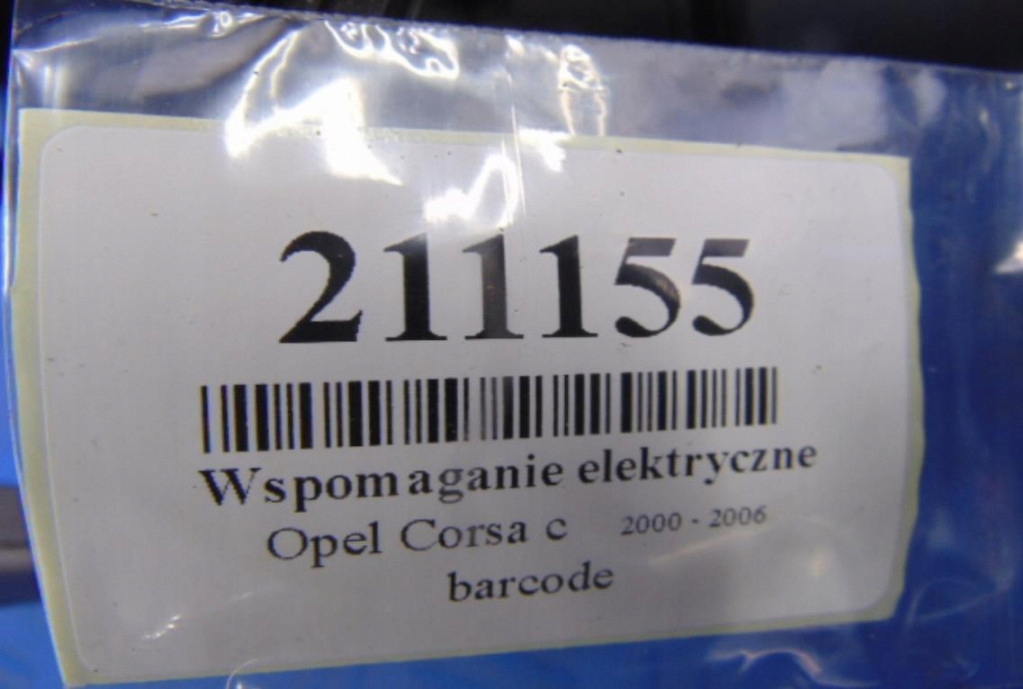 211155
Wspomaganie elektryczne
Opel Corsa c 2000 - 2006
barcode